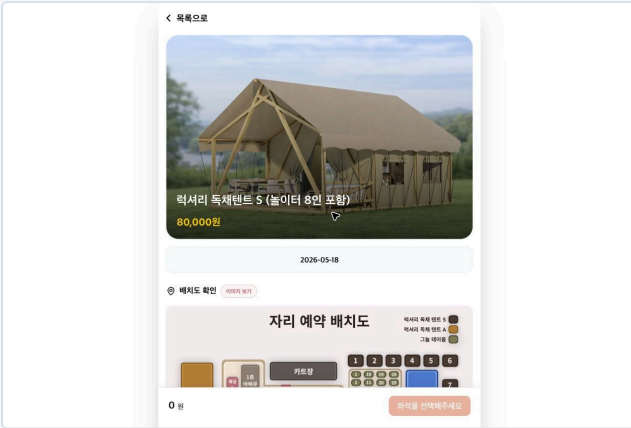 목록으로
럭셔리 독채텐트 S (놀이터 8인 포함)
80,000원
2026-05-18
배치도 확인 이미지 보기
자리 예약 배치도
럭셔리 독채 텐트 S
럭셔리 독채 텐트 A
그늘 테이블
카트장
1 2 3 4 5 6
7
0 원
좌석을 선택해주세요